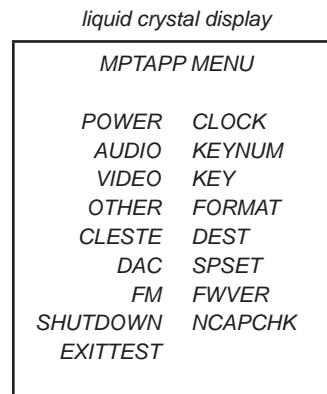 liquid crystal display
MPTAPP MENU
POWER CLOCK
AUDIO KEYNUM
VIDEO KEY
OTHER FORMAT
CLESTE DEST
DAC SPSET
FM FWVER
SHUTDOWN NCAPCHK
EXITTEST